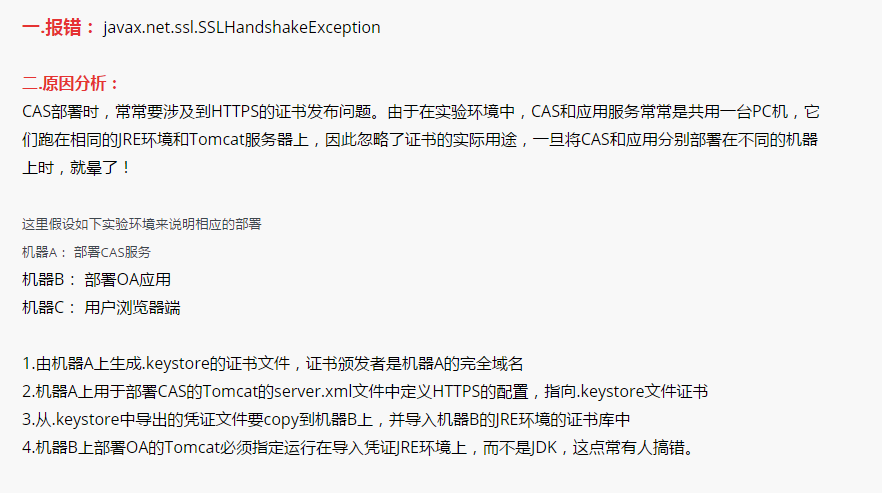 一.报错： javax.net.ssl.SSLHandshakeException
二.原因分析：
CAS部署时，常常要涉及到HTTPS的证书发布问题。由于在实验环境中，CAS和应用服务常常是共用一台PC机，它
们跑在相同的JRE环境和Tomcat服务器上，因此忽略了证书的实际用途，一旦将CAS和应用分别部署在不同的机器
上时，就晕了！
这里假设如下实验环境来说明相应的部署
机器A： 部署CAS服务
机器B： 部署OA应用
机器C： 用户浏览器端
1.由机器A上生成.keystore的证书文件，证书颁发者是机器A的完全域名
2.机器A上用于部署CAS的Tomcat的server.xml文件中定义HTTPS的配置，指向.keystore文件证书
3.从.keystore中导出的凭证文件要copy到机器B上，并导入机器B的JRE环境的证书库中
4.机器B上部署OA的Tomcat必须指定运行在导入凭证JRE环境上，而不是JDK，这点常有人搞错。